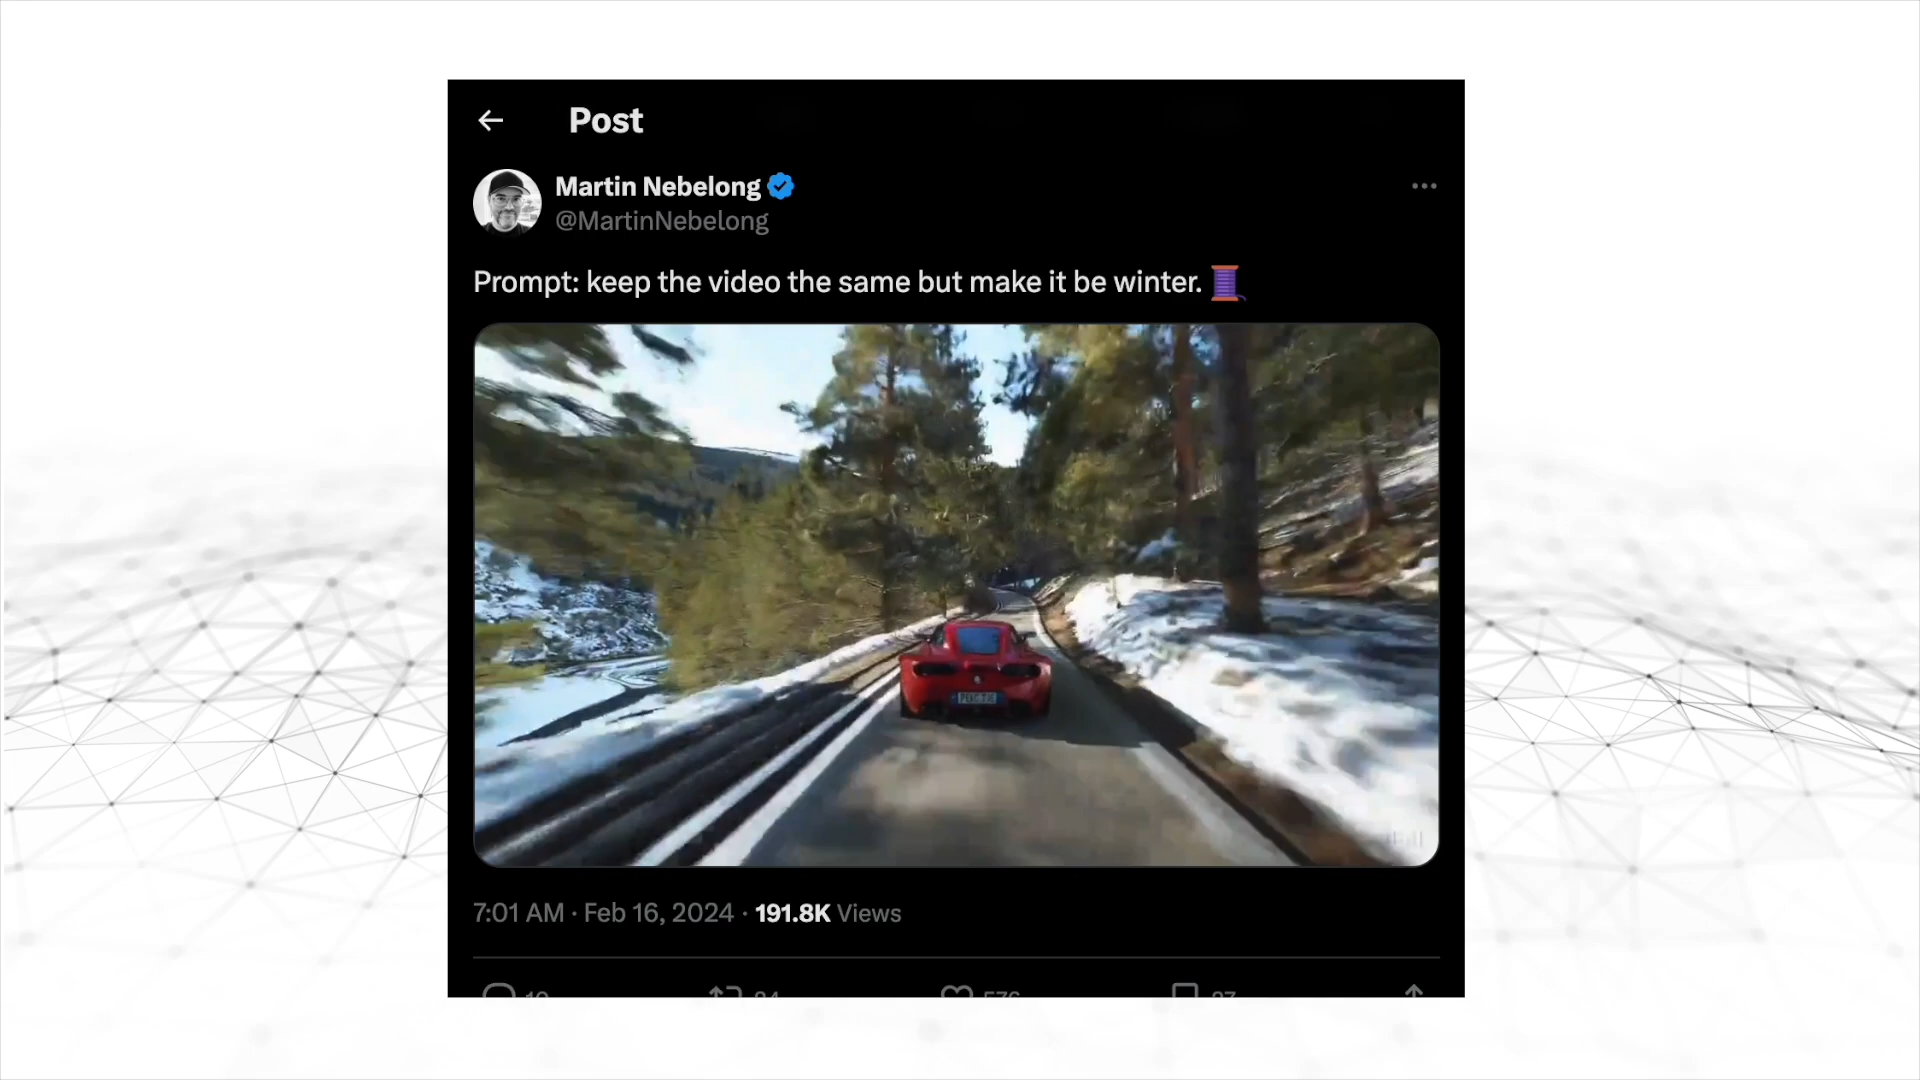 Post
Martin Nebelong
@MartinNebelong
Prompt: keep the video the same but make it be winter. 🧵
7:01 AM · Feb 16, 2024 · 191.8K Views